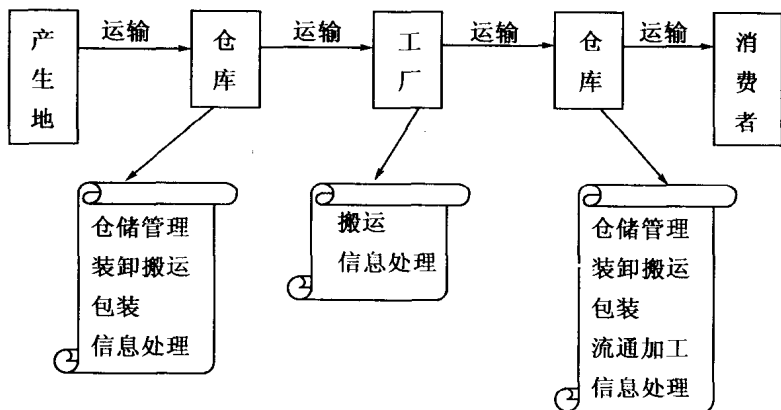 产生地
运输
仓库
运输
工厂
运输
仓库
运输
消费者
仓储管理
装卸搬运
包装
信息处理
搬运
信息处理
仓储管理
装卸搬运
包装
流通加工
信息处理